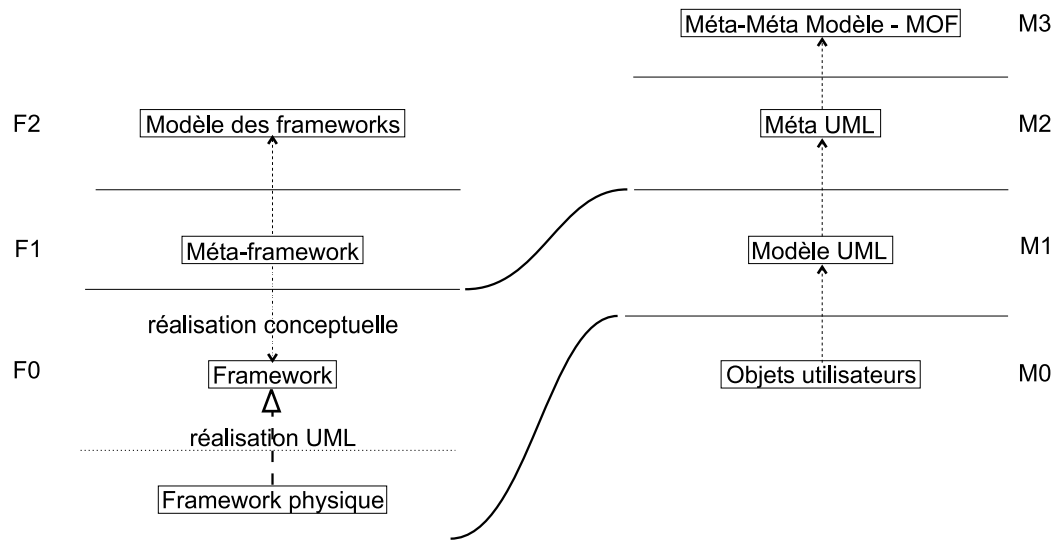 Méta-Méta Modèle - MOF
M3
F2
Modèle des frameworks
Méta UML
M2
F1
Méta-framework
Modèle UML
M1
réalisation conceptuelle
F0
Framework
Objets utilisateurs
M0
réalisation UML
Framework physique